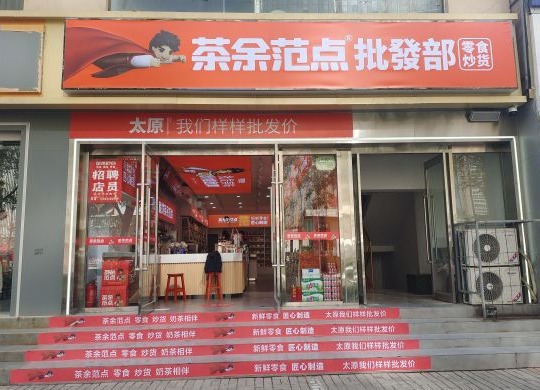 茶余范点® 批發部 零食
炒货
太原 我们样样批发价
招聘
店员
茶余范点 零食 炒货 奶茶相伴 新鲜零食 匠心制造 太原我们样样批发价
茶余范点 零食 炒货 奶茶相伴 新鲜零食 匠心制造 太原我们样样批发价
茶余范点 零食 炒货 奶茶相伴 新鲜零食 匠心制造 太原我们样样批发价
茶余范点 零食 炒货 奶茶相伴 新鲜零食 匠心制造 太原我们样样批发价